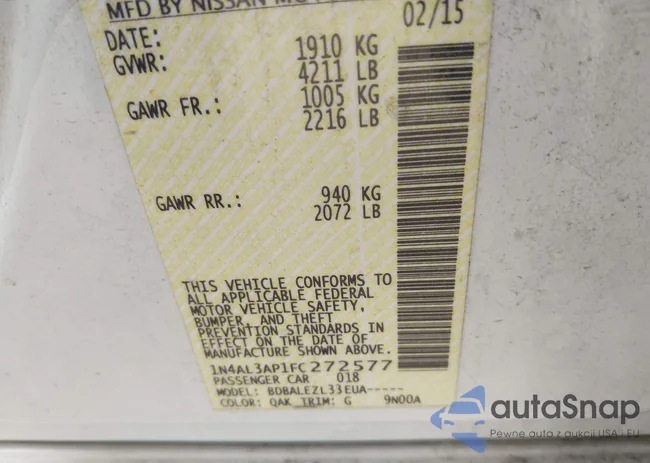 MFD BY NISSAN MOTOR
DATE: 02/15
GVWR: 1910 KG
4211 LB
GAWR FR.: 1005 KG
2216 LB
GAWR RR.: 940 KG
2072 LB
THIS VEHICLE CONFORMS TO
ALL APPLICABLE FEDERAL
MOTOR VEHICLE SAFETY,
BUMPER, AND THEFT
PREVENTION STANDARDS IN
EFFECT ON THE DATE OF
MANUFACTURE SHOWN ABOVE.
1N4AL3AP1FC272577
PASSENGER CAR 018
MODEL: BDBALEZL33EUA-----
COLOR: QAK TRIM: G 9N00A
autoSnap
Pewne auta z aukcji USA i EU